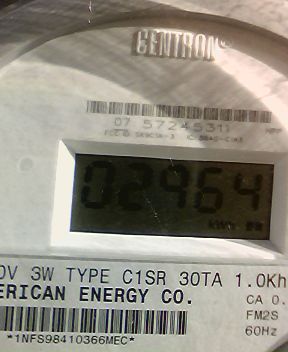 CENTRON®
07 57245311
02964
0V 3W TYPE C1SR 30TA 1.0Kh
ERICAN ENERGY CO.
CA 0.
FM2S
60Hz
*1NFS98410366MEC*